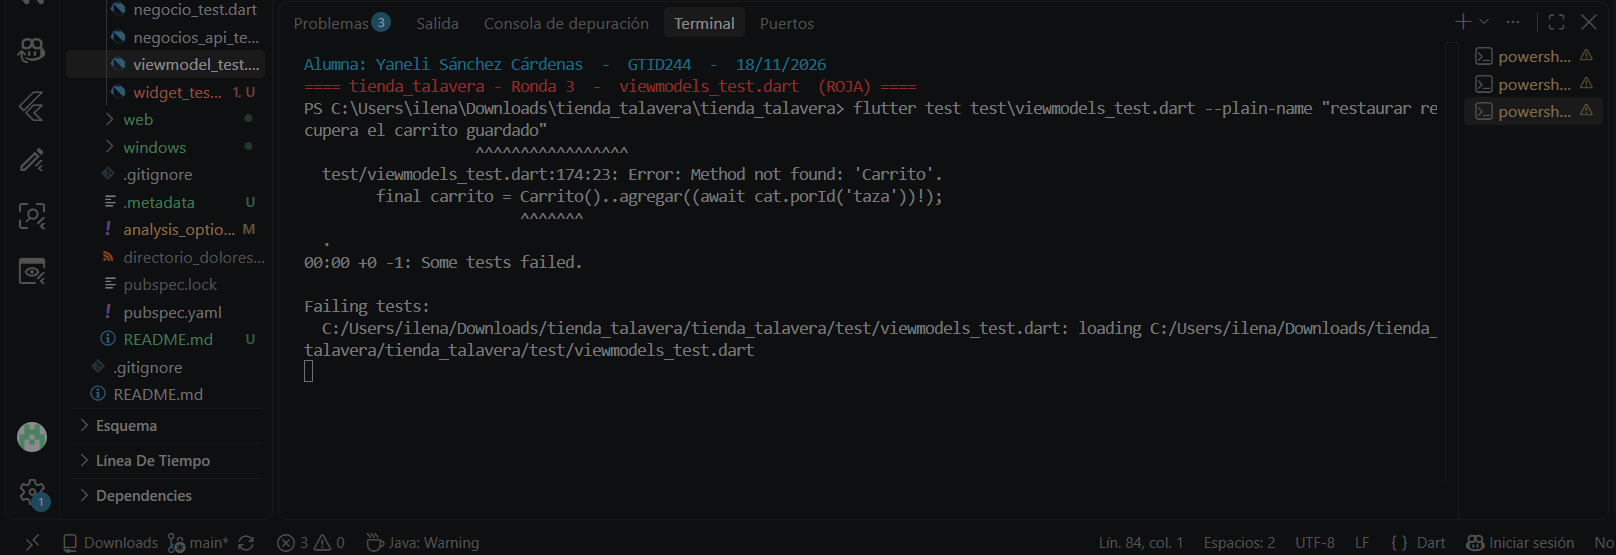 negocio_test.dart
negocios_api_te...
viewmodel_test....
widget_tes... 1, U
web
windows
.gitignore
.metadata U
analysis_optio... M
directorio_dolores...
pubspec.lock
pubspec.yaml
README.md U
.gitignore
README.md
Esquema
Línea De Tiempo
Dependencies
1
Problemas 3 Salida Consola de depuración Terminal Puertos
Alumna: Yaneli Sánchez Cárdenas - GTID244 - 18/11/2026
==== tienda_talavera - Ronda 3 - viewmodels_test.dart (ROJA) ====
PS C:\Users\ilena\Downloads\tienda_talavera\tienda_talavera> flutter test test\viewmodels_test.dart --plain-name "restaurar re
cupera el carrito guardado"
^^^^^^^^^^^^^^^^^
test/viewmodels_test.dart:174:23: Error: Method not found: 'Carrito'.
final carrito = Carrito()..agregar((await cat.porId('taza'))!);
^^^^^^^
.
00:00 +0 -1: Some tests failed.
Failing tests:
C:/Users/ilena/Downloads/tienda_talavera/tienda_talavera/test/viewmodels_test.dart: loading C:/Users/ilena/Downloads/tienda_
talavera/tienda_talavera/test/viewmodels_test.dart
powersh...
powersh...
powersh...
Downloads main* 3 0 Java: Warning Lín. 84, col. 1 Espacios: 2 UTF-8 LF { } Dart Iniciar sesión No